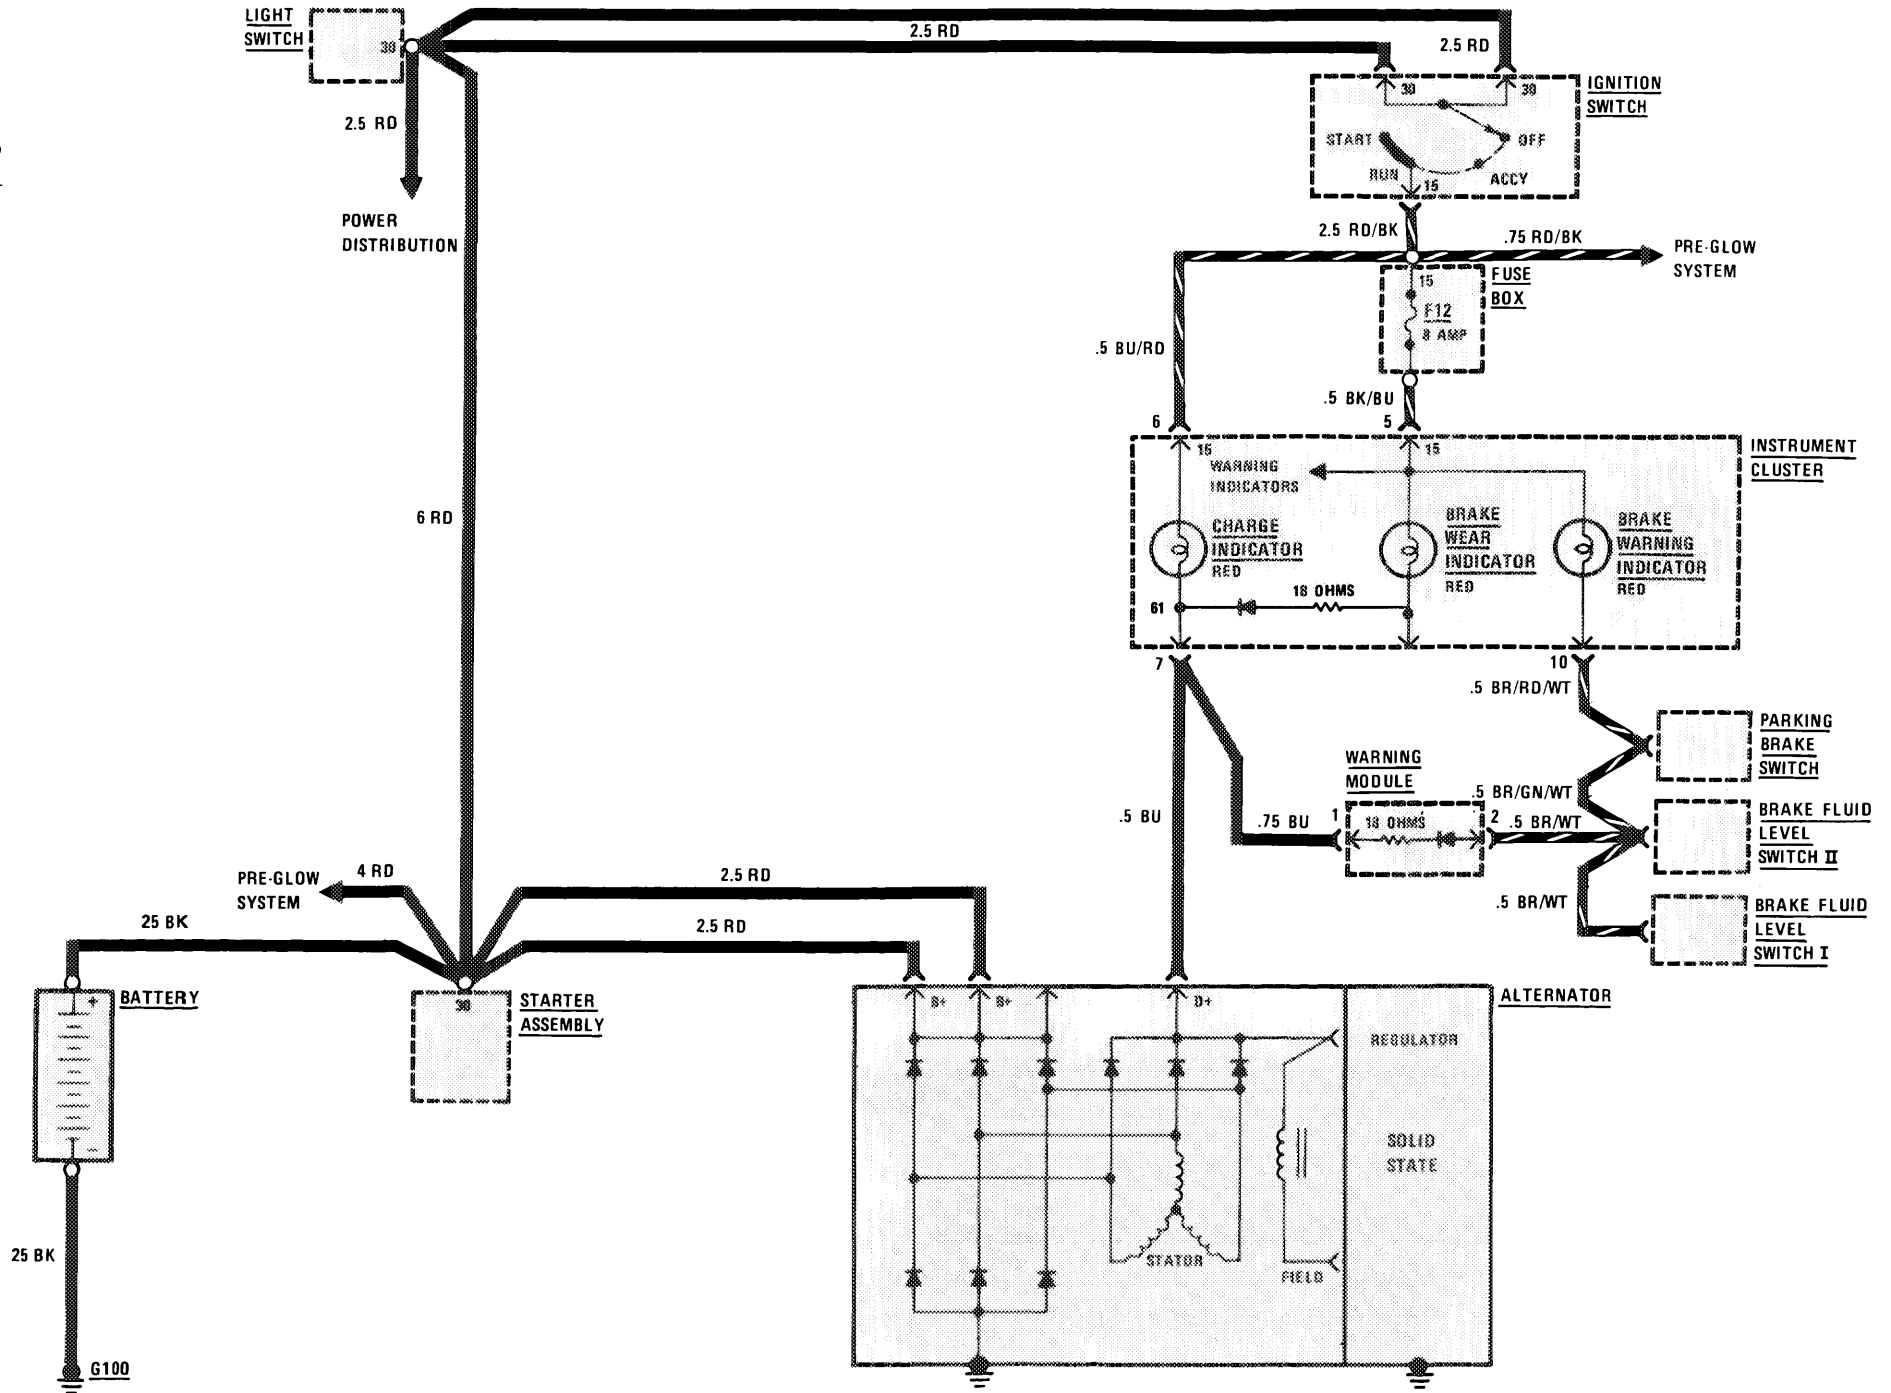 LIGHT
SWITCH
30
2.5 RD
2.5 RD
2.5 RD
POWER
DISTRIBUTION
30
30
IGNITION
SWITCH
START
OFF
RUN
ACCY
15
2.5 RD/BK
.75 RD/BK
PRE-GLOW
SYSTEM
FUSE
BOX
15
F12
8 AMP
.5 BU/RD
.5 BK/BU
6
5
15
15
INSTRUMENT
CLUSTER
WARNING
INDICATORS
CHARGE
INDICATOR
RED
BRAKE
WEAR
INDICATOR
RED
BRAKE
WARNING
INDICATOR
RED
61
18 OHMS
6 RD
7
10
.5 BR/RD/WT
PARKING
BRAKE
SWITCH
WARNING
MODULE
.5 BR/GN/WT
.5 BU
.75 BU
1
18 OHMS
2
.5 BR/WT
BRAKE FLUID
LEVEL
SWITCH II
.5 BR/WT
BRAKE FLUID
LEVEL
SWITCH I
PRE-GLOW
SYSTEM
4 RD
2.5 RD
25 BK
2.5 RD
BATTERY
+
−
30
STARTER
ASSEMBLY
B+
B+
D+
ALTERNATOR
REGULATOR
SOLID
STATE
STATOR
FIELD
25 BK
G100